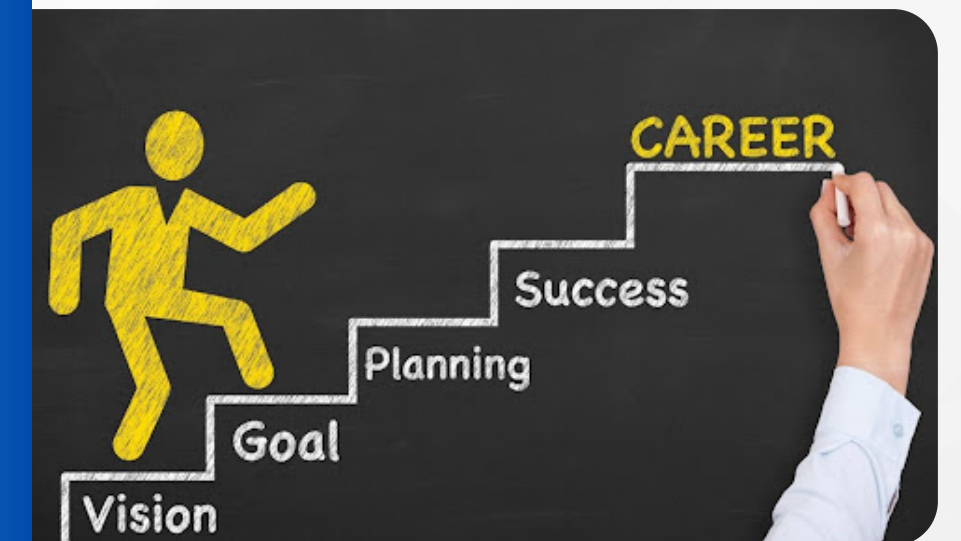 CAREER
Success
Planning
Goal
Vision